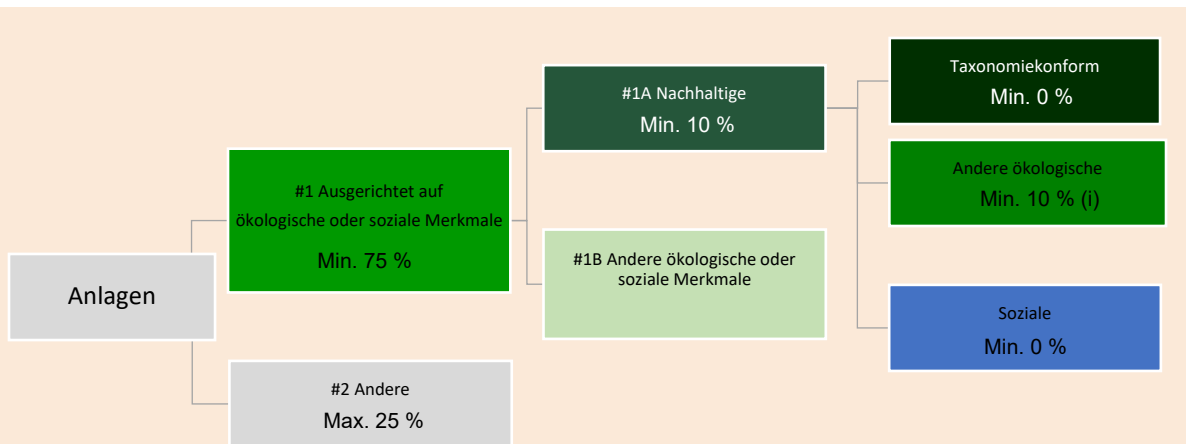 Anlagen
#1 Ausgerichtet auf
ökologische oder soziale Merkmale
Min. 75 %
#2 Andere
Max. 25 %
#1A Nachhaltige
Min. 10 %
#1B Andere ökologische oder
soziale Merkmale
Taxonomiekonform
Min. 0 %
Andere ökologische
Min. 10 % (i)
Soziale
Min. 0 %